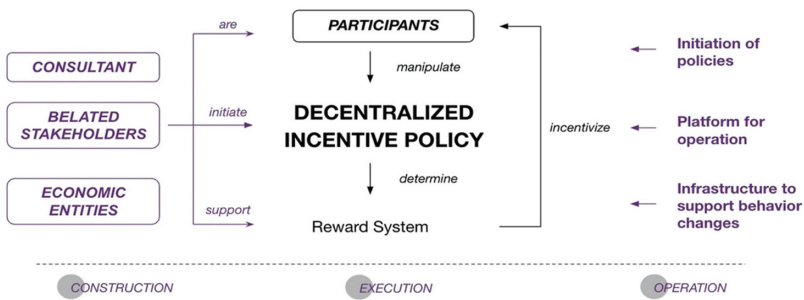 are
PARTICIPANTS
Initiation of
policies
CONSULTANT
manipulate
BELATED
STAKEHOLDERS
initiate
DECENTRALIZED
INCENTIVE POLICY
incentivize
Platform for
operation
determine
ECONOMIC
ENTITIES
support
Reward System
Infrastructure to
support behavior
changes
CONSTRUCTION
EXECUTION
OPERATION